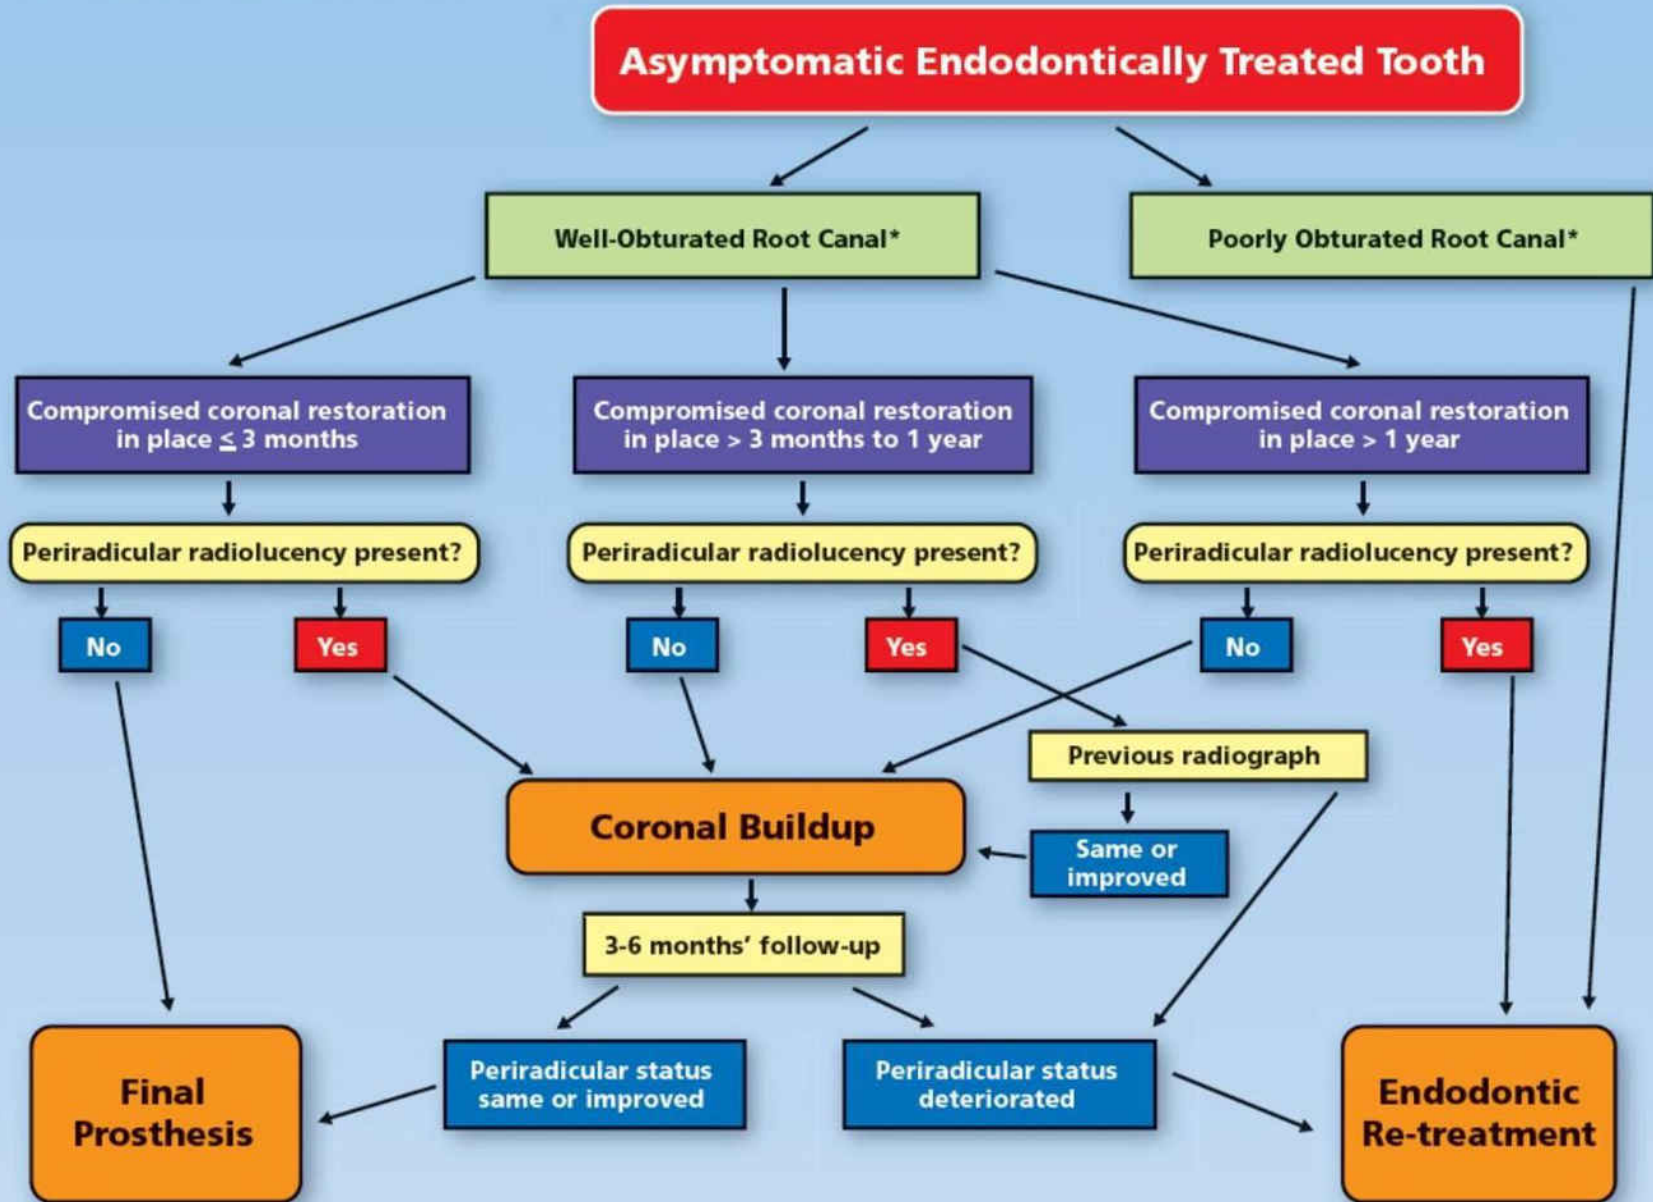 Asymptomatic Endodontically Treated Tooth
Well-Obturated Root Canal*
Poorly Obturated Root Canal*
Compromised coronal restoration
in place ≤ 3 months
Compromised coronal restoration
in place > 3 months to 1 year
Compromised coronal restoration
in place > 1 year
Periradicular radiolucency present?
Periradicular radiolucency present?
Periradicular radiolucency present?
No
Yes
No
Yes
No
Yes
Previous radiograph
Coronal Buildup
Same or
improved
3-6 months’ follow-up
Final
Prosthesis
Periradicular status
same or improved
Periradicular status
deteriorated
Endodontic
Re-treatment